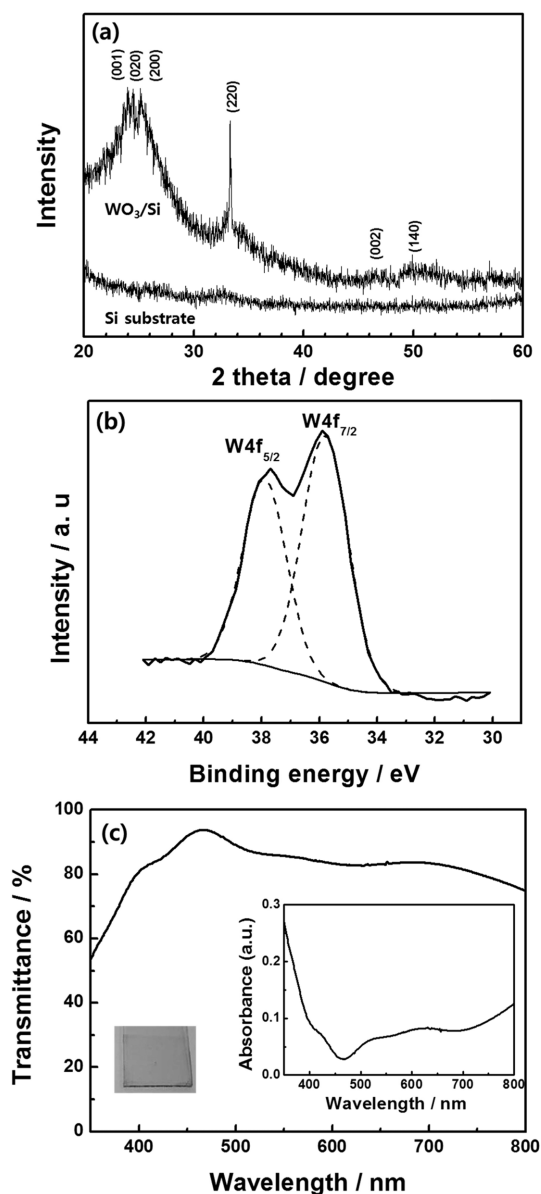 (a)
(001)
(020)
(200)
(220)
(002)
(140)
WO₃/Si
Si substrate
Intensity
20 30 40 50 60
2 theta / degree
(b)
W4f₅/₂
W4f₇/₂
Intensity / a. u
44 42 40 38 36 34 32 30
Binding energy / eV
(c)
100
80
60
40
20
0
Transmittance / %
0.3
0.2
0.1
0.0
Absorbance (a.u.)
400 500 600 700 800
Wavelength / nm
400 500 600 700 800
Wavelength / nm